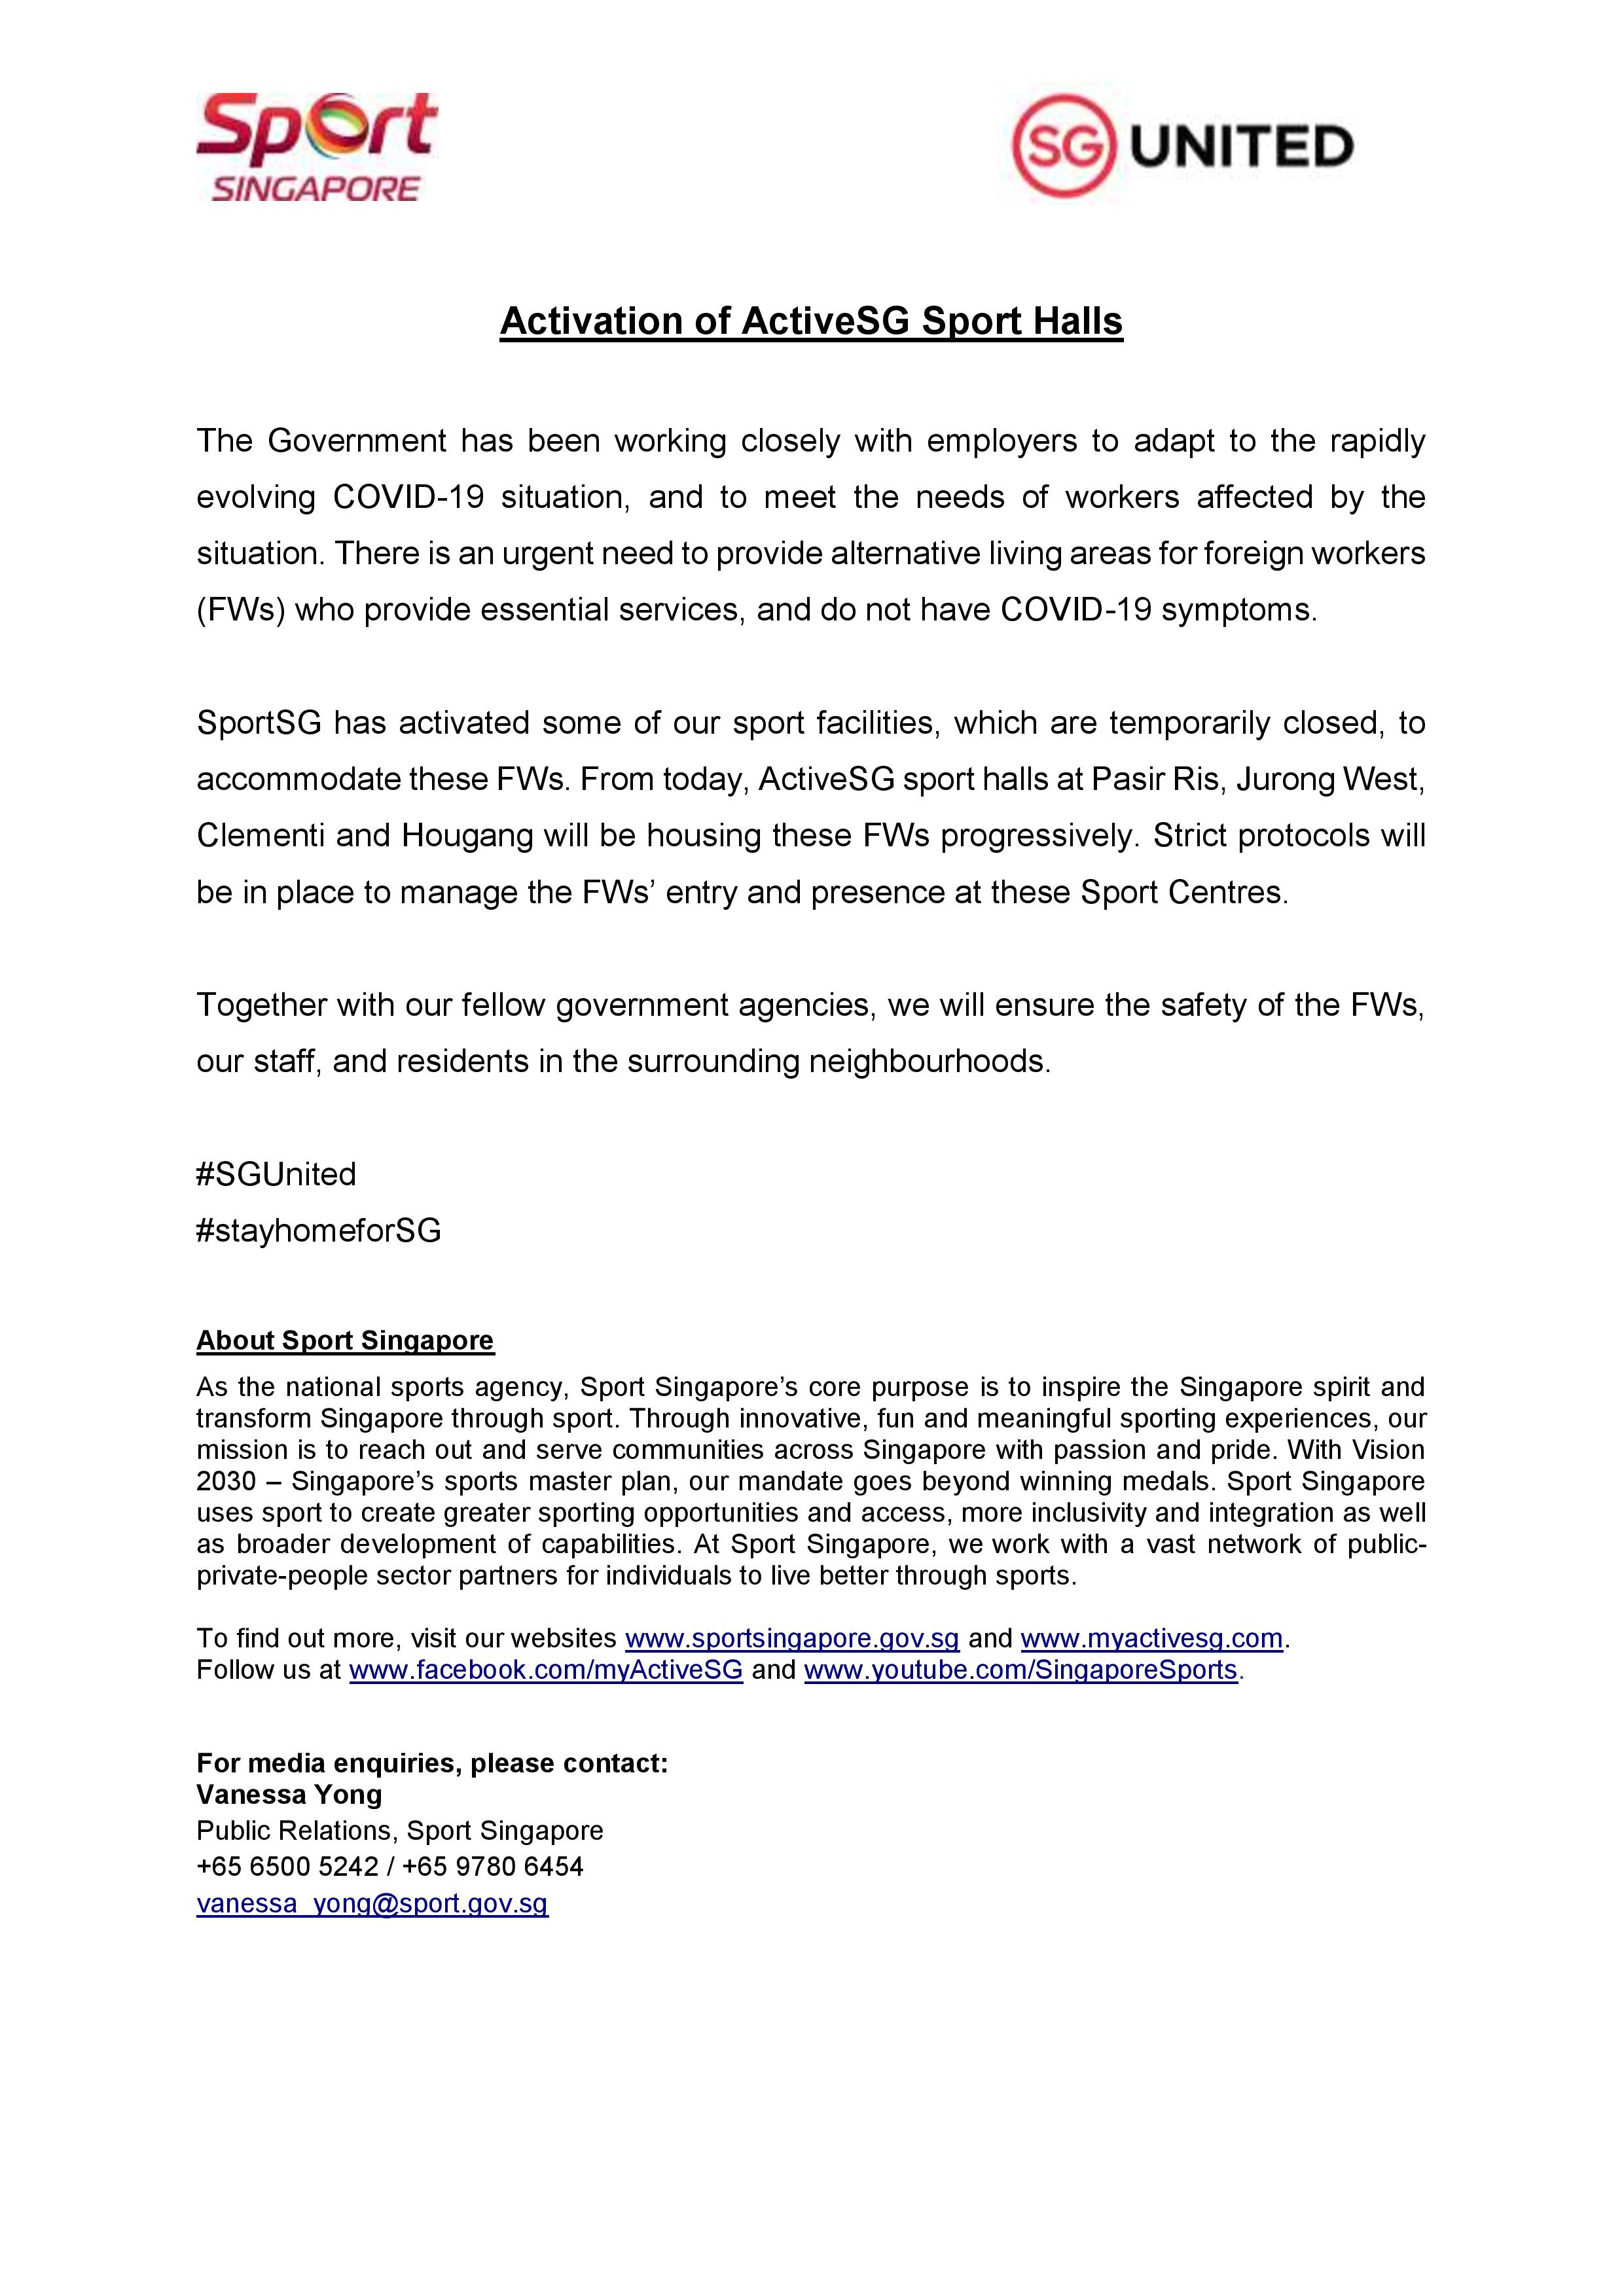 Sport
SINGAPORE
SG UNITED
Activation of ActiveSG Sport Halls
The Government has been working closely with employers to adapt to the rapidly
evolving COVID-19 situation, and to meet the needs of workers affected by the
situation. There is an urgent need to provide alternative living areas for foreign workers
(FWs) who provide essential services, and do not have COVID-19 symptoms.
SportSG has activated some of our sport facilities, which are temporarily closed, to
accommodate these FWs. From today, ActiveSG sport halls at Pasir Ris, Jurong West,
Clementi and Hougang will be housing these FWs progressively. Strict protocols will
be in place to manage the FWs’ entry and presence at these Sport Centres.
Together with our fellow government agencies, we will ensure the safety of the FWs,
our staff, and residents in the surrounding neighbourhoods.
#SGUnited
#stayhomeforSG
About Sport Singapore
As the national sports agency, Sport Singapore’s core purpose is to inspire the Singapore spirit and
transform Singapore through sport. Through innovative, fun and meaningful sporting experiences, our
mission is to reach out and serve communities across Singapore with passion and pride. With Vision
2030 – Singapore’s sports master plan, our mandate goes beyond winning medals. Sport Singapore
uses sport to create greater sporting opportunities and access, more inclusivity and integration as well
as broader development of capabilities. At Sport Singapore, we work with a vast network of public-
private-people sector partners for individuals to live better through sports.
To find out more, visit our websites www.sportsingapore.gov.sg and www.myactivesg.com.
Follow us at www.facebook.com/myActiveSG and www.youtube.com/SingaporeSports.
For media enquiries, please contact:
Vanessa Yong
Public Relations, Sport Singapore
+65 6500 5242 / +65 9780 6454
vanessa_yong@sport.gov.sg